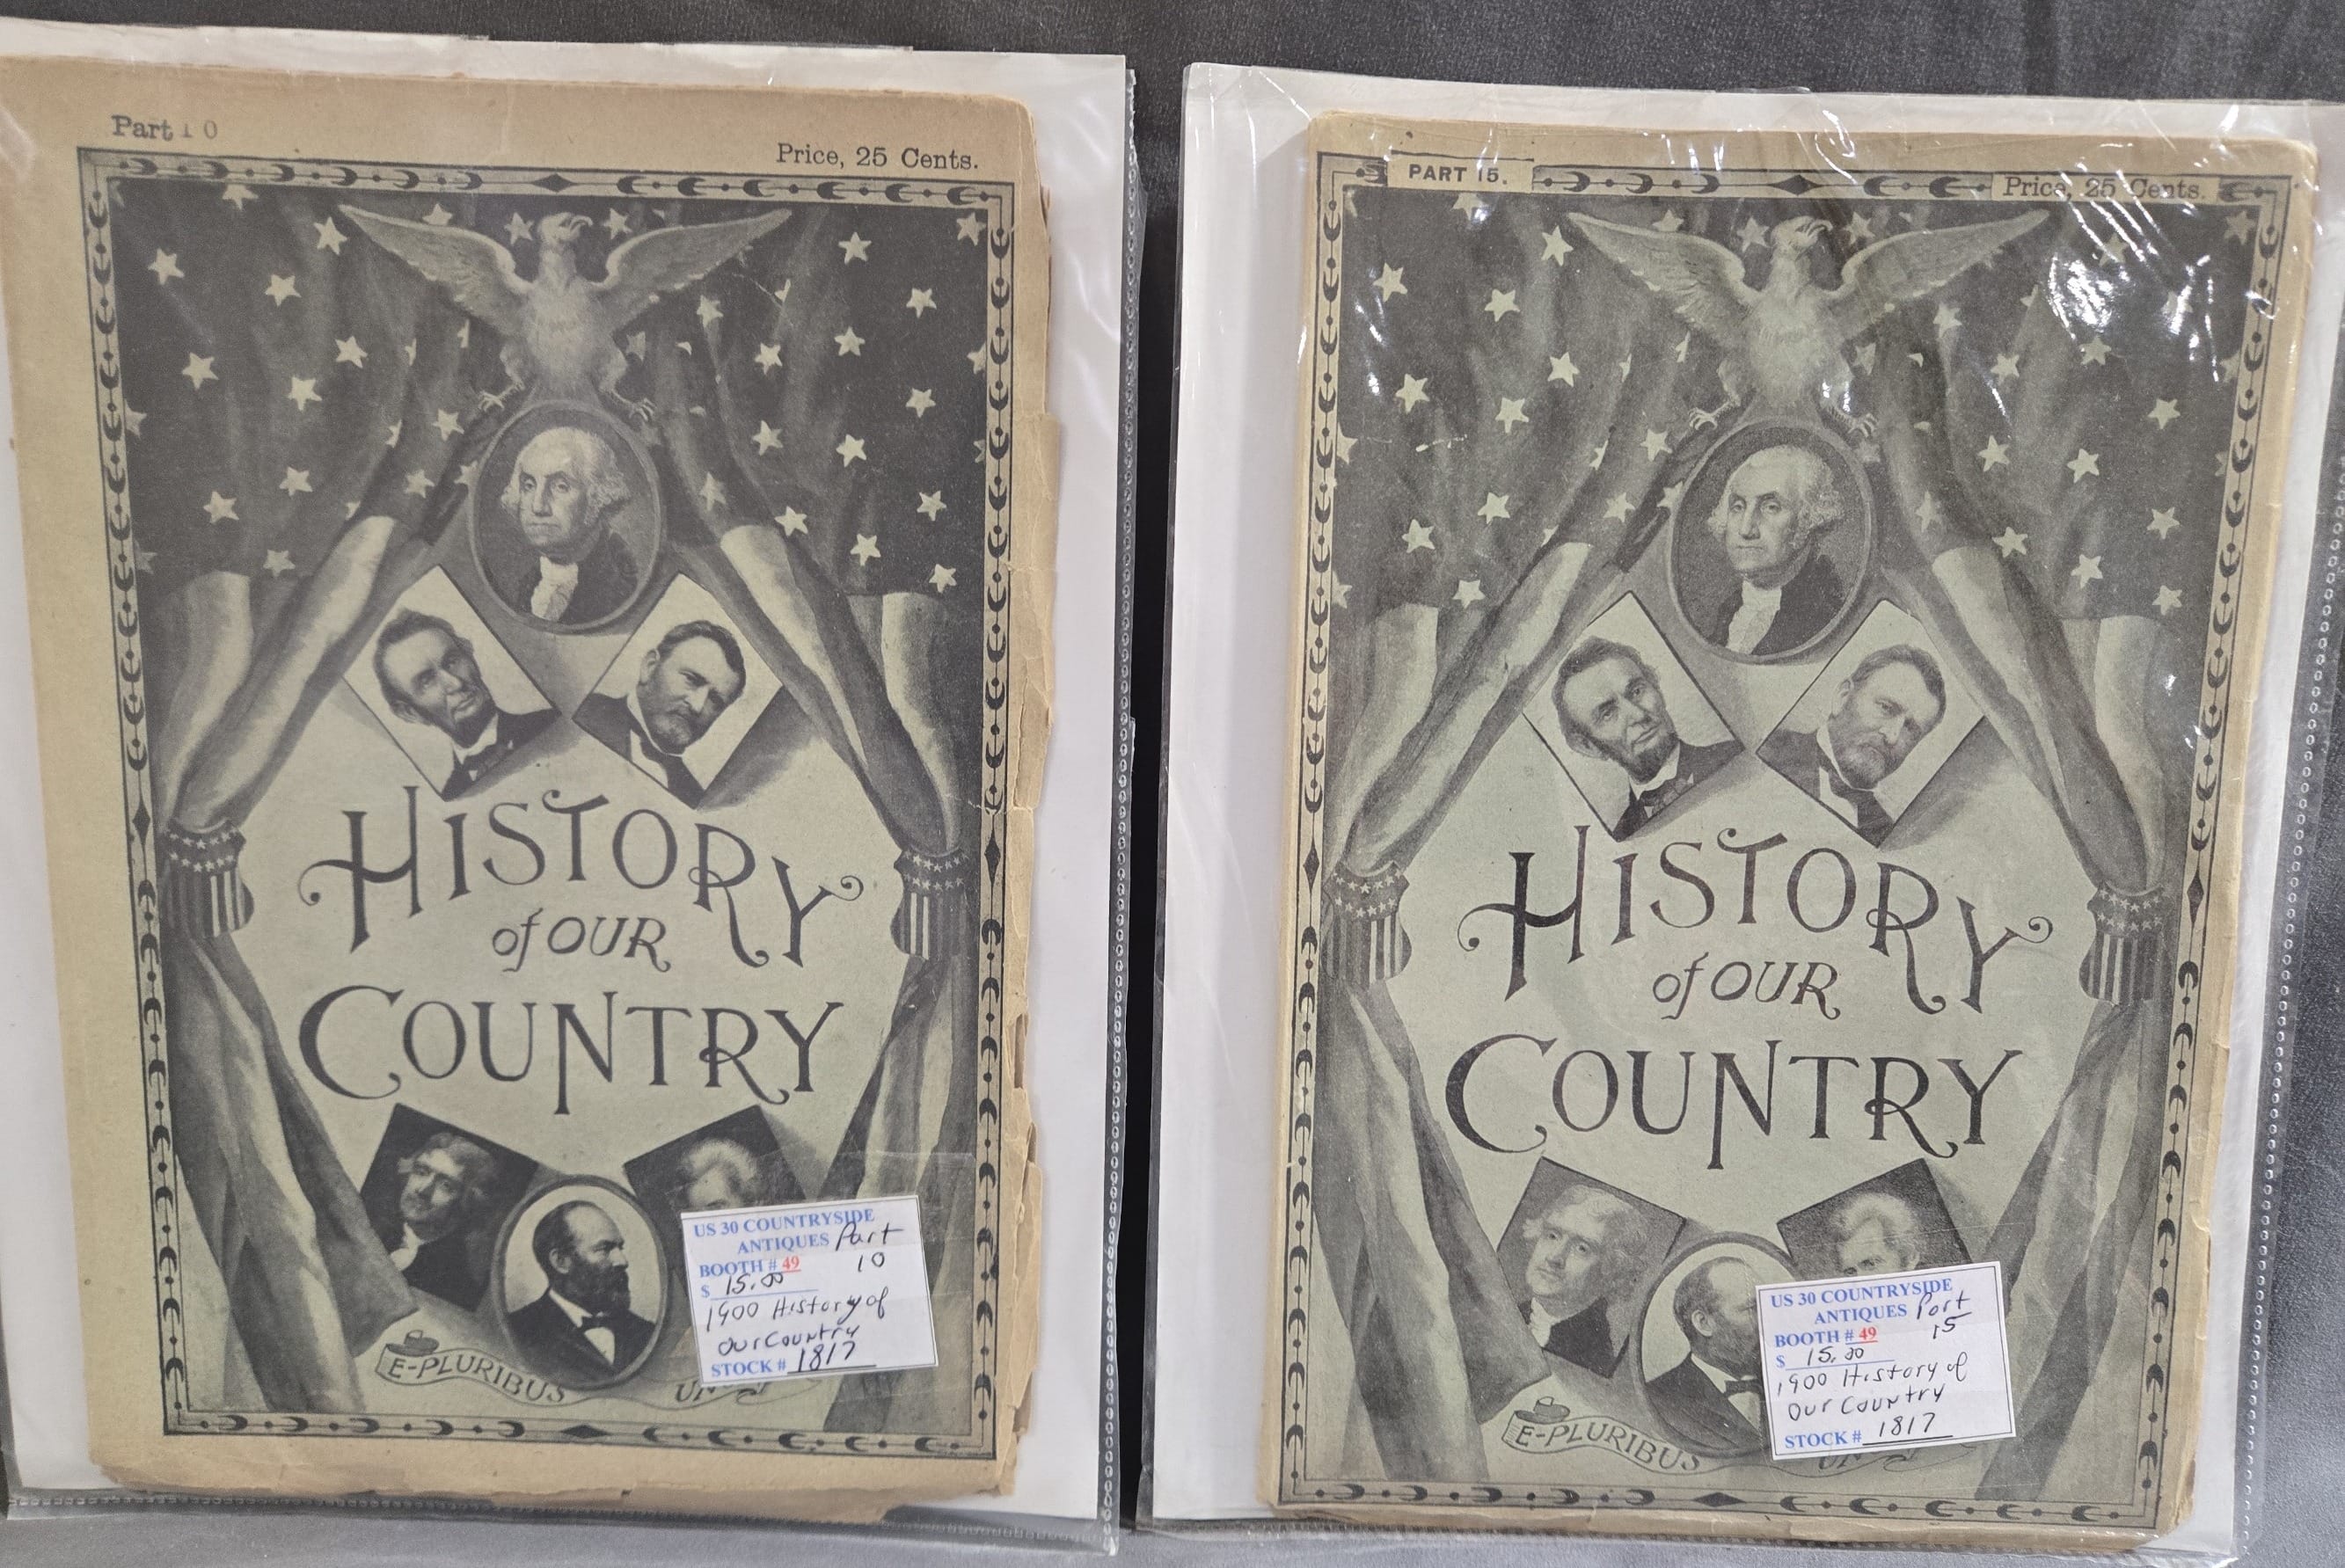 Part 10
Price, 25 Cents.
HISTORY
of OUR
COUNTRY
E-PLURIBUS
US 30 COUNTRYSIDE
ANTIQUES Part
BOOTH # 49 10
$ 15.00
1900 History of
Our Country
STOCK # 1817
PART 15.
Price, 25 Cents.
HISTORY
of OUR
COUNTRY
E-PLURIBUS
US 30 COUNTRYSIDE
ANTIQUES Part
BOOTH # 49 15
$ 15.00
1900 History of
Our Country
STOCK # 1817